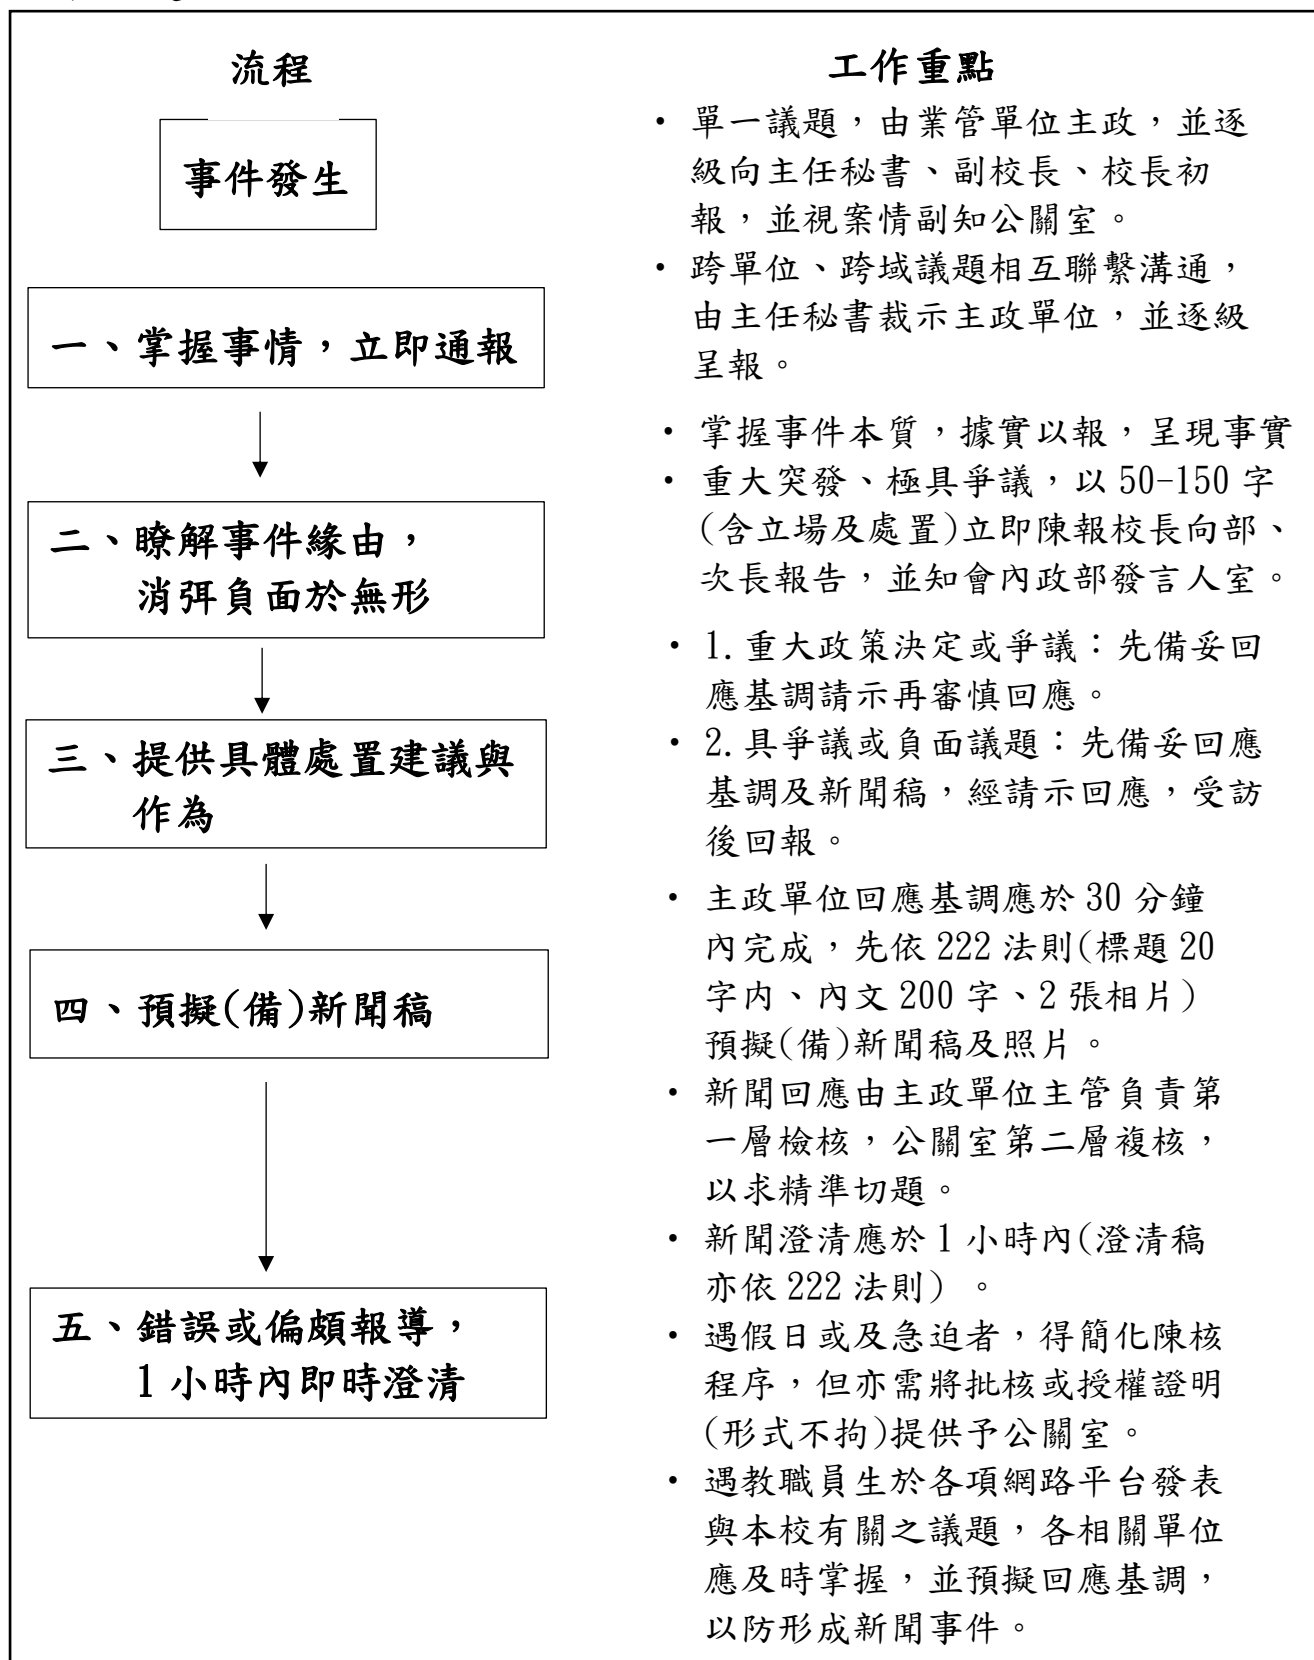 流程
事件發生
一、掌握事情，立即通報
二、瞭解事件緣由，
消弭負面於無形
三、提供具體處置建議與
作為
四、預擬(備)新聞稿
五、錯誤或偏頗報導，
1 小時內即時澄清
工作重點
• 單一議題，由業管單位主政，並逐
級向主任秘書、副校長、校長初
報，並視案情副知公關室。
• 跨單位、跨域議題相互聯繫溝通，
由主任秘書裁示主政單位，並逐級
呈報。
• 掌握事件本質，據實以報，呈現事實
• 重大突發、極具爭議，以 50-150 字
(含立場及處置)立即陳報校長向部、
次長報告，並知會內政部發言人室。
• 1. 重大政策決定或爭議：先備妥回
應基調請示再審慎回應。
• 2. 具爭議或負面議題：先備妥回應
基調及新聞稿，經請示回應，受訪
後回報。
• 主政單位回應基調應於 30 分鐘
內完成，先依 222 法則(標題 20
字內、內文 200 字、2 張相片)
預擬(備)新聞稿及照片。
• 新聞回應由主政單位主管負責第
一層檢核，公關室第二層複核，
以求精準切題。
• 新聞澄清應於 1 小時內(澄清稿
亦依 222 法則) 。
• 遇假日或及急迫者，得簡化陳核
程序，但亦需將批核或授權證明
(形式不拘)提供予公關室。
• 遇教職員生於各項網路平台發表
與本校有關之議題，各相關單位
應及時掌握，並預擬回應基調，
以防形成新聞事件。